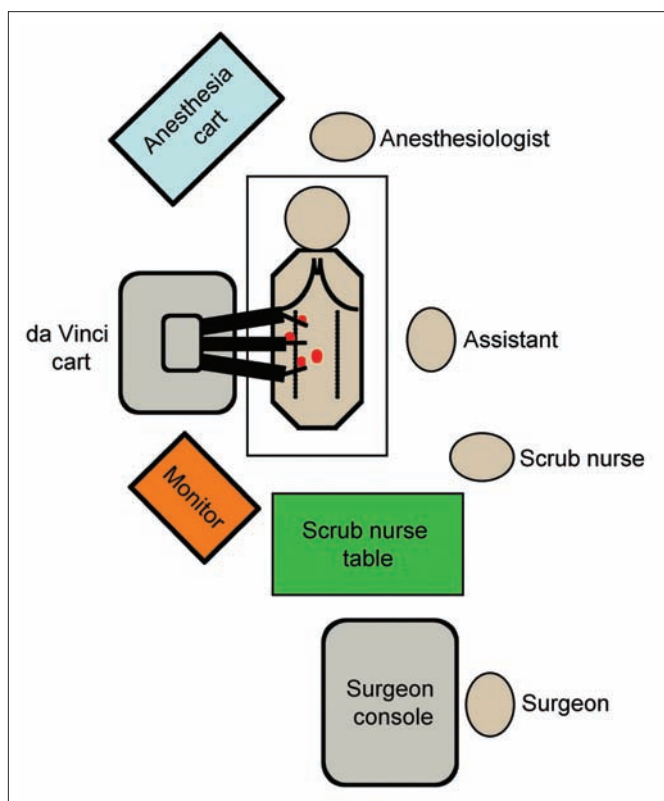 Anesthesia
cart
Anesthesiologist
da Vinci
cart
Assistant
Scrub nurse
Monitor
Scrub nurse
table
Surgeon
console
Surgeon